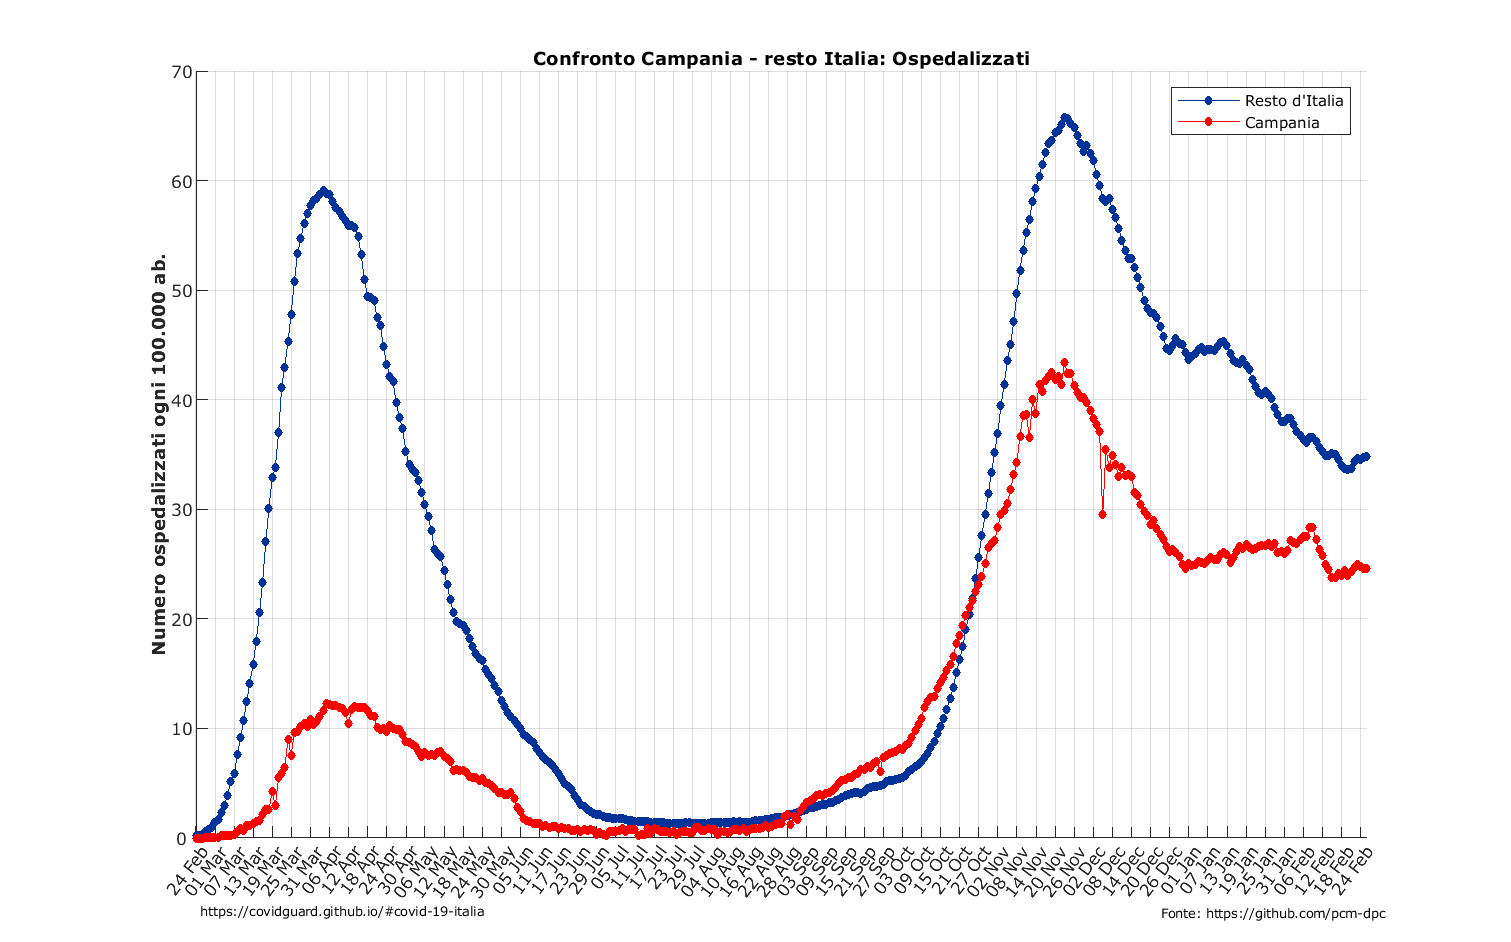 Confronto Campania - resto Italia: Ospedalizzati
Numero ospedalizzati ogni 100.000 ab.
70
60
50
40
30
20
10
0
Resto d'Italia
Campania
24 Feb
01 Mar
07 Mar
13 Mar
19 Mar
25 Mar
31 Mar
06 Apr
12 Apr
18 Apr
24 Apr
30 Apr
06 May
12 May
18 May
24 May
30 May
05 Jun
11 Jun
17 Jun
23 Jun
29 Jun
05 Jul
11 Jul
17 Jul
23 Jul
29 Jul
04 Aug
10 Aug
16 Aug
22 Aug
28 Aug
03 Sep
09 Sep
15 Sep
21 Sep
27 Sep
03 Oct
09 Oct
15 Oct
21 Oct
27 Oct
02 Nov
08 Nov
14 Nov
20 Nov
26 Nov
02 Dec
08 Dec
14 Dec
20 Dec
26 Dec
01 Jan
07 Jan
13 Jan
19 Jan
25 Jan
31 Jan
06 Feb
12 Feb
18 Feb
24 Feb
https://covidguard.github.io/#covid-19-italia
Fonte: https://github.com/pcm-dpc